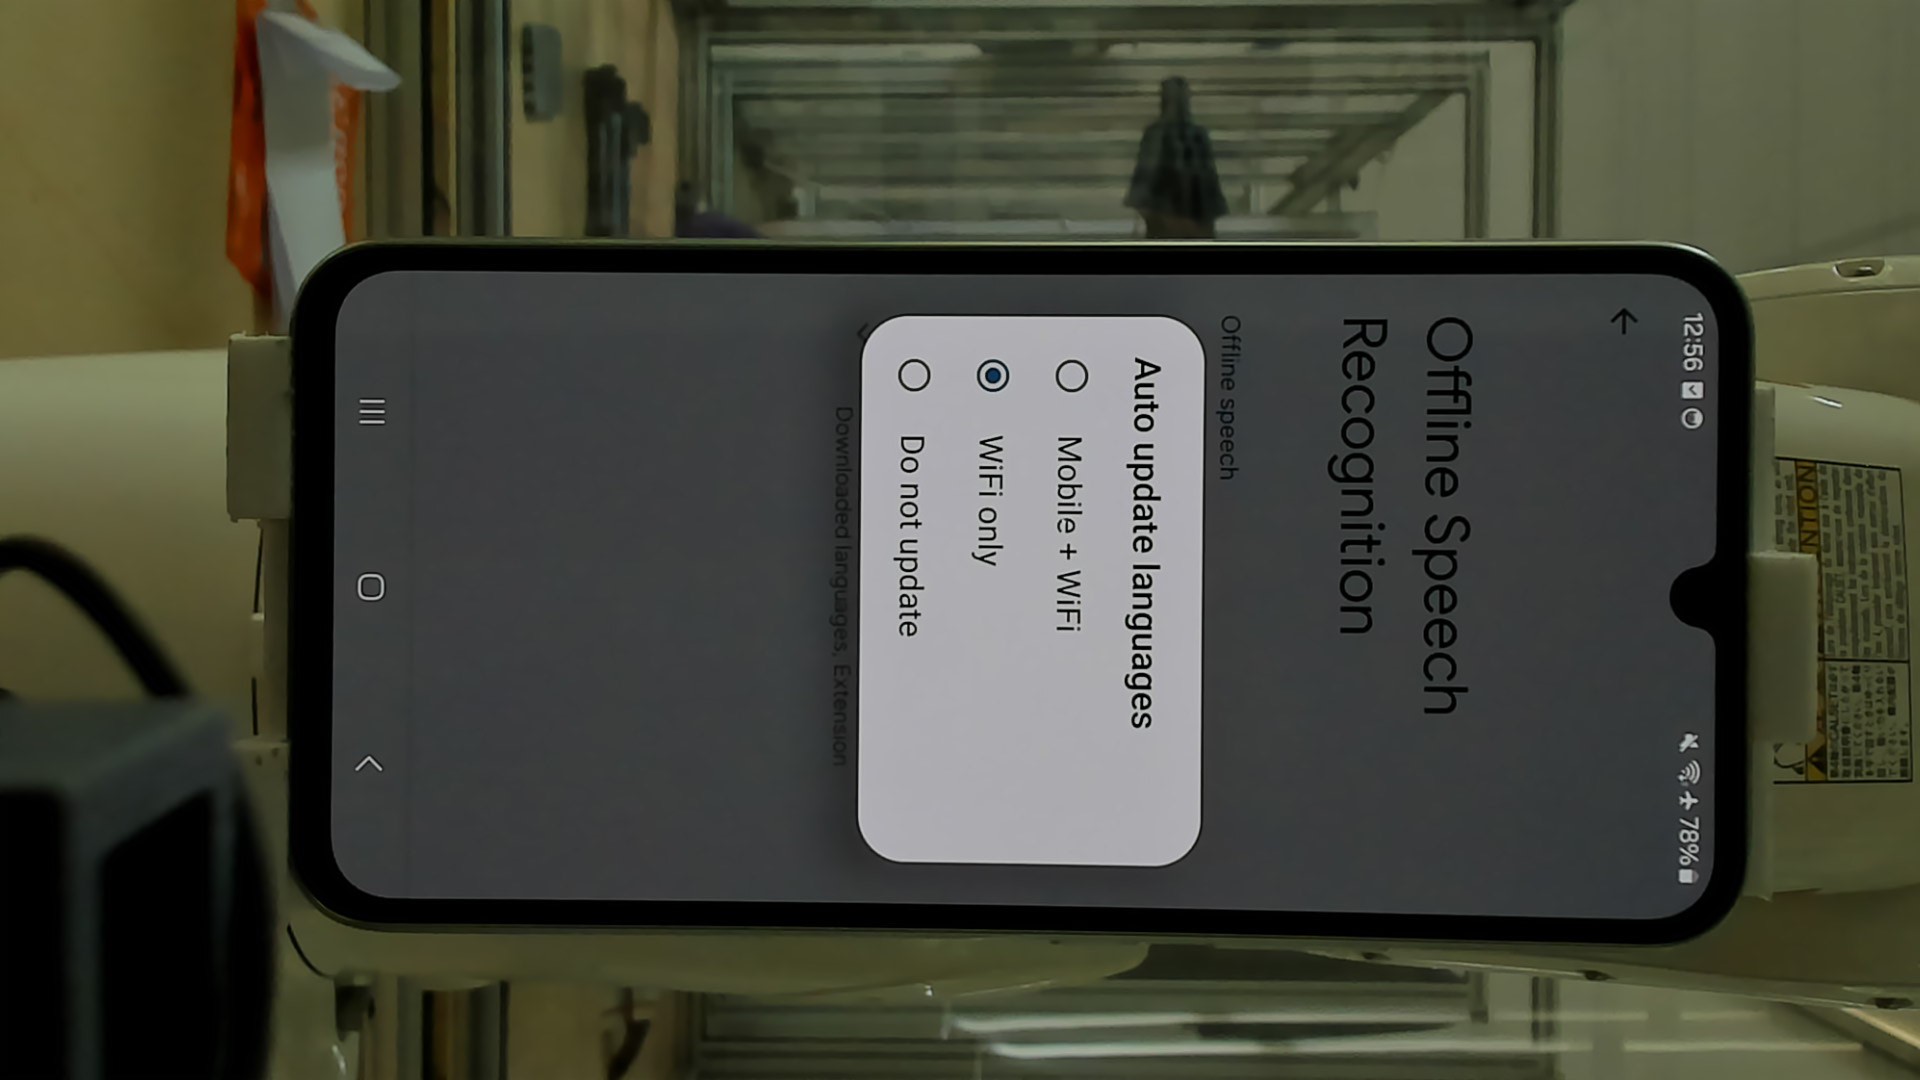 12:56
78%
Offline Speech
Recognition
Offline speech
Auto update languages
Mobile + WiFi
WiFi only
Do not update
Downloaded languages, Extension